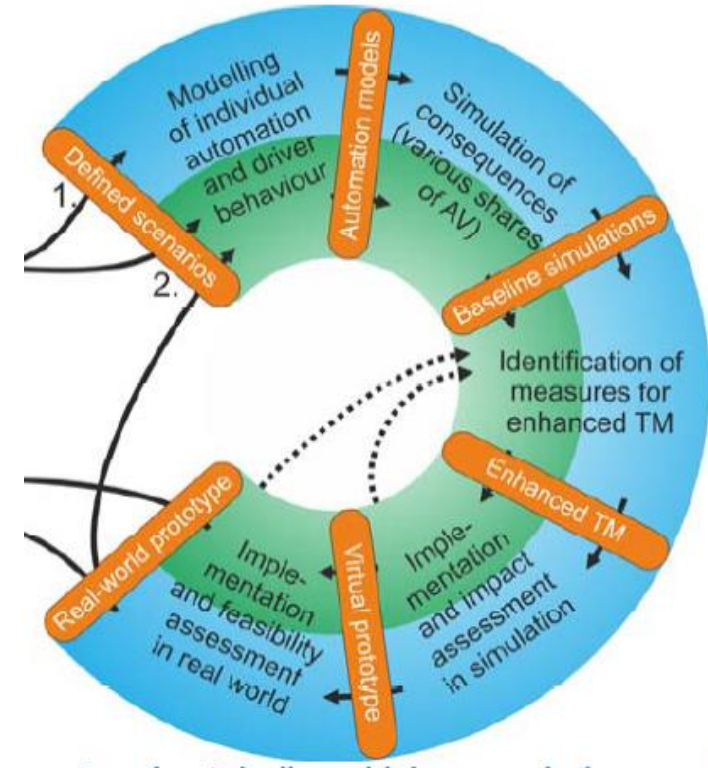 1.
Defined scenarios
2.
Modelling
of individual
automation
and driver
behaviour
Automation models
Simulation of
consequences
(various shares
of AV)
Baseline simulations
Identification of
measures for
enhanced TM
Enhanced TM
Imple-
mentation
and impact
assessment
in simulation
Virtual prototype
Imple-
mentation
and feasibility
assessment
in real world
Real-world prototype